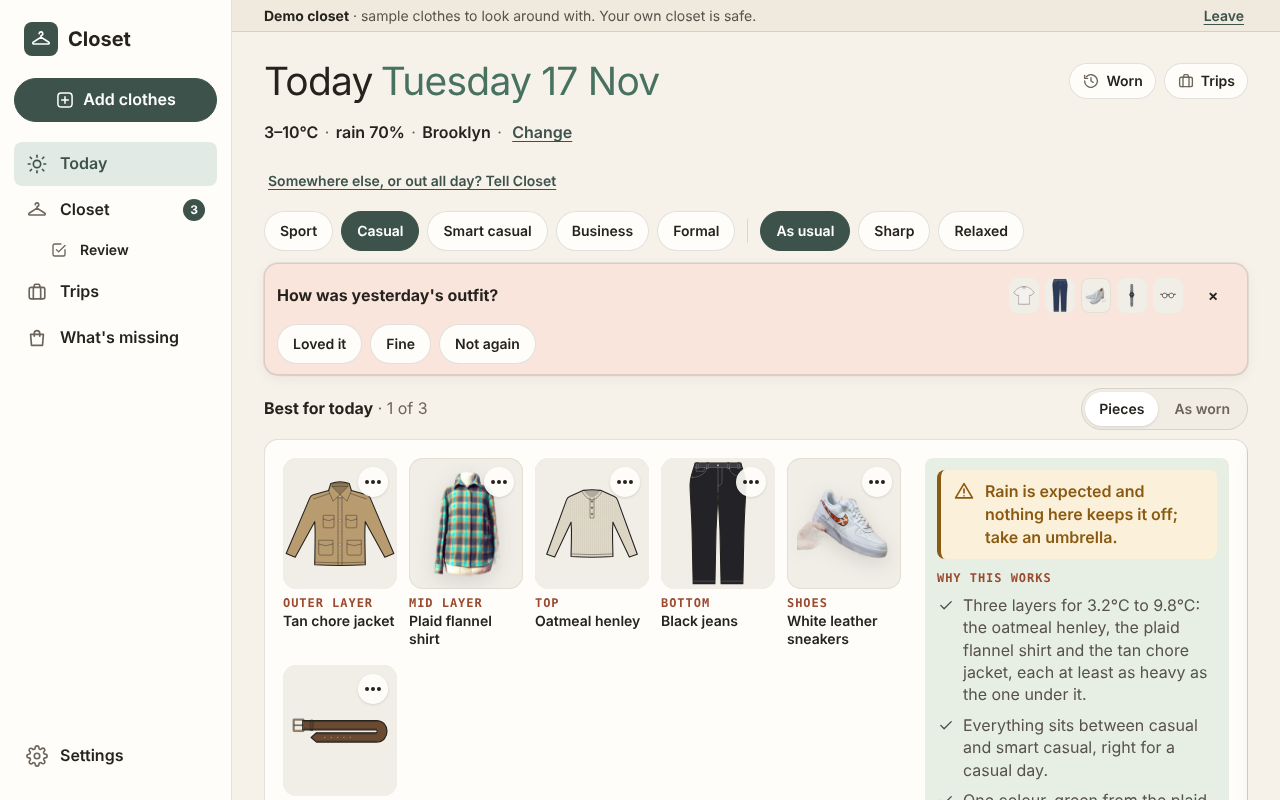 Closet
Add clothes
Today
Closet
3
Review
Trips
What's missing
Settings
Demo closet · sample clothes to look around with. Your own closet is safe.
Leave
Today Tuesday 17 Nov
Worn
Trips
3–10°C · rain 70% · Brooklyn · Change
Somewhere else, or out all day? Tell Closet
Sport
Casual
Smart casual
Business
Formal
As usual
Sharp
Relaxed
How was yesterday's outfit?
Loved it
Fine
Not again
Best for today · 1 of 3
Pieces
As worn
OUTER LAYER
Tan chore jacket
MID LAYER
Plaid flannel
shirt
TOP
Oatmeal henley
BOTTOM
Black jeans
SHOES
White leather
sneakers
Rain is expected and
nothing here keeps it off;
take an umbrella.
WHY THIS WORKS
Three layers for 3.2°C to 9.8°C:
the oatmeal henley, the plaid
flannel shirt and the tan chore
jacket, each at least as heavy as
the one under it.
Everything sits between casual
and smart casual, right for a
casual day.
One colour, green from the plaid